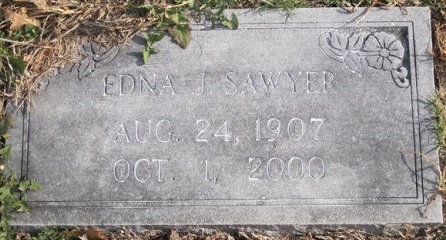 EDNA J. SAWYER
AUG. 24, 1907
OCT. 1, 2000